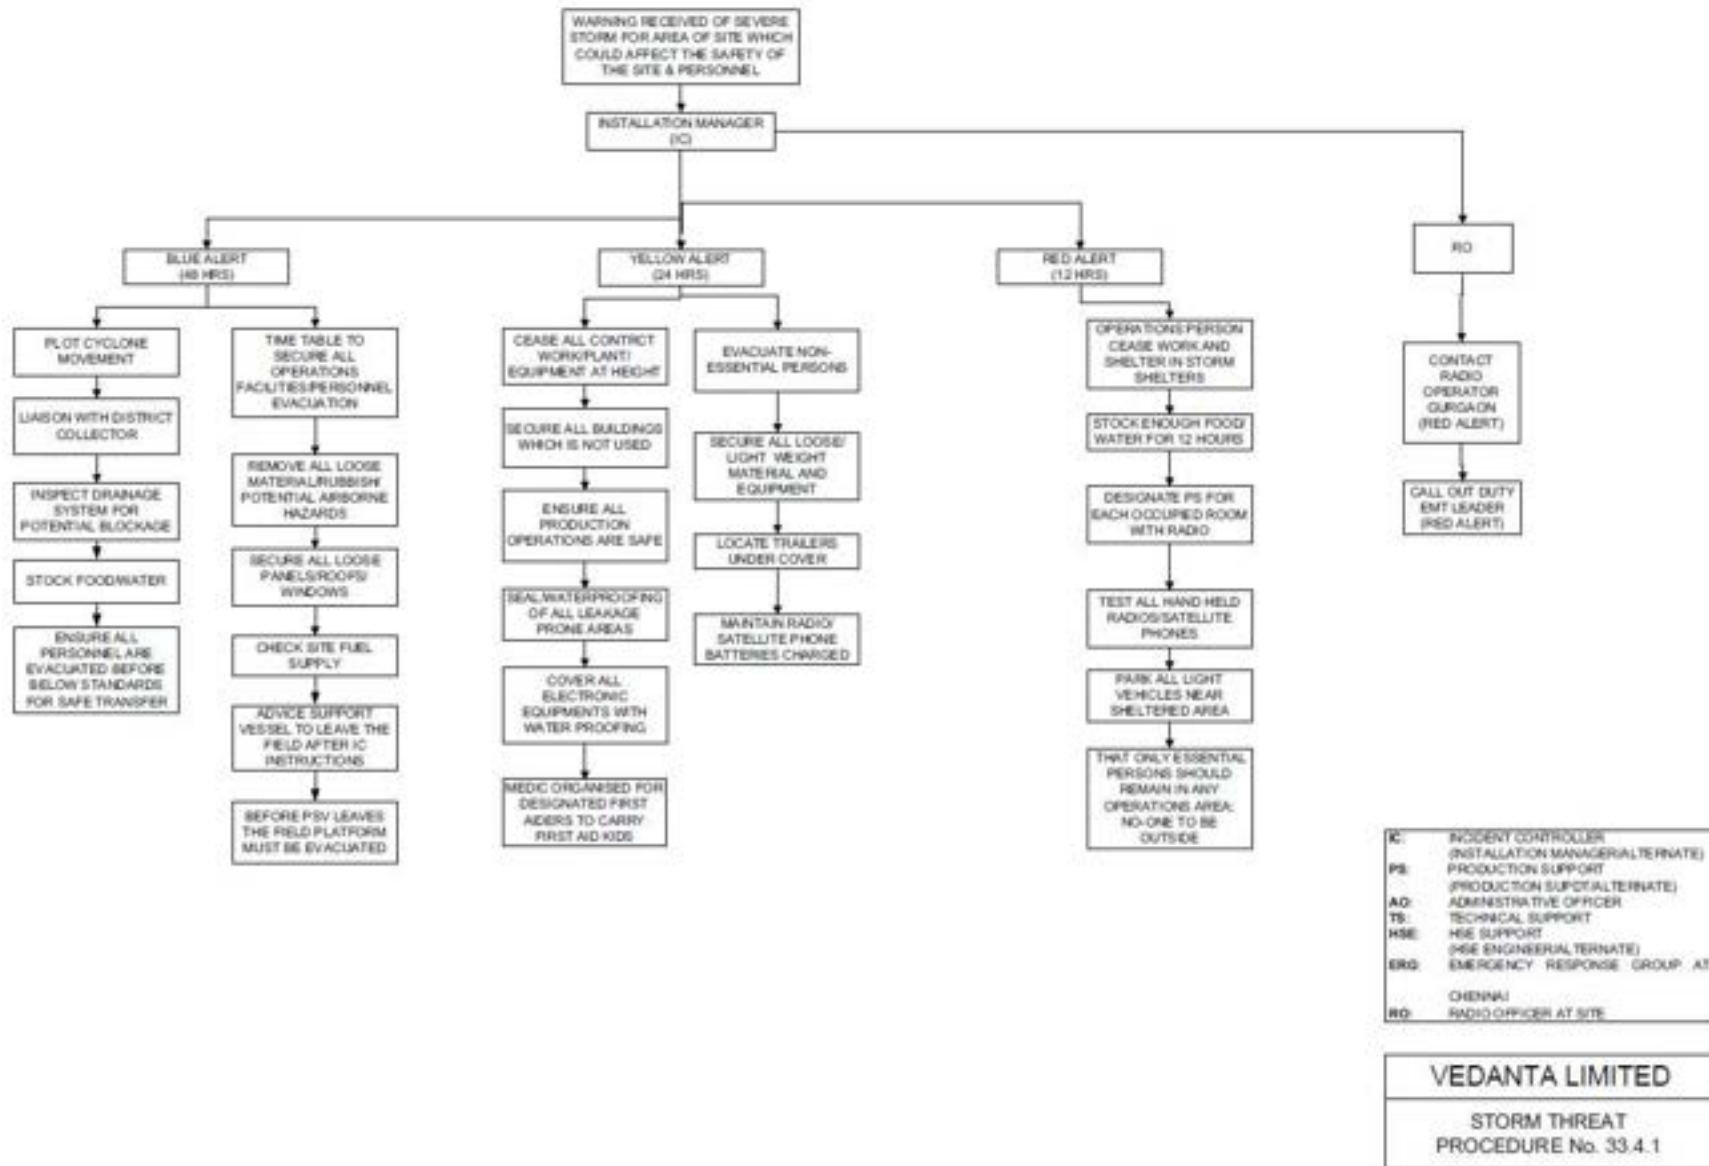 WARNING RECEIVED OF SEVERE
STORM FOR AREA OF SITE WHICH
COULD AFFECT THE SAFETY OF
THE SITE & PERSONNEL
INSTALLATION MANAGER
(IC)
BLUE ALERT
(48 HRS)
PLOT CYCLONE
MOVEMENT
LIAISON WITH DISTRICT
COLLECTOR
INSPECT DRAINAGE
SYSTEM FOR
POTENTIAL BLOCKAGE
STOCK FOOD/WATER
ENSURE ALL
PERSONNEL ARE
EVACUATED BEFORE
BELOW STANDARDS
FOR SAFE TRANSFER
TIME TABLE TO
SECURE ALL
OPERATIONS
FACILITIES/PERSONNEL
EVACUATION
REMOVE ALL LOOSE
MATERIAL/RUBBISH/
POTENTIAL AIRBORNE
HAZARDS
SECURE ALL LOOSE
PANELS/ROOFS/
WINDOWS
CHECK SITE FUEL
SUPPLY
ADVICE SUPPORT
VESSEL TO LEAVE THE
FIELD AFTER IC
INSTRUCTIONS
BEFORE PSV LEAVES
THE FIELD PLATFORM
MUST BE EVACUATED
YELLOW ALERT
(24 HRS)
CEASE ALL CONTRCT
WORK/PLANT/
EQUIPMENT AT HEIGHT
SECURE ALL BUILDINGS
WHICH IS NOT USED
ENSURE ALL
PRODUCTION
OPERATIONS ARE SAFE
SEAL/WATERPROOFING
OF ALL LEAKAGE
PRONE AREAS
COVER ALL
ELECTRONIC
EQUIPMENTS WITH
WATER PROOFING
MEDIC ORGANISED FOR
DESIGNATED FIRST
AIDERS TO CARRY
FIRST AID KIDS
EVACUATE NON-
ESSENTIAL PERSONS
SECURE ALL LOOSE/
LIGHT WEIGHT
MATERIAL AND
EQUIPMENT
LOCATE TRAILERS
UNDER COVER
MAINTAIN RADIO/
SATELLITE PHONE
BATTERIES CHARGED
RED ALERT
(12 HRS)
OPERATIONS PERSON
CEASE WORK AND
SHELTER IN STORM
SHELTERS
STOCK ENOUGH FOOD/
WATER FOR 12 HOURS
DESIGNATE PS FOR
EACH OCCUPIED ROOM
WITH RADIO
TEST ALL HAND HELD
RADIOS/SATELLITE
PHONES
PARK ALL LIGHT
VEHICLES NEAR
SHELTERED AREA
THAT ONLY ESSENTIAL
PERSONS SHOULD
REMAIN IN ANY
OPERATIONS AREA;
NO-ONE TO BE
OUTSIDE
RO
CONTACT
RADIO
OPERATOR
GURGAON
(RED ALERT)
CALL OUT DUTY
EMT LEADER
(RED ALERT)
IC: INCIDENT CONTROLLER
(INSTALLATION MANAGER/ALTERNATE)
PS: PRODUCTION SUPPORT
(PRODUCTION SUPDT/ALTERNATE)
AO: ADMINISTRATIVE OFFICER
TS: TECHNICAL SUPPORT
HSE: HSE SUPPORT
(HSE ENGINEER/ALTERNATE)
ERG: EMERGENCY RESPONSE GROUP AT
CHENNAI
RO: RADIO OFFICER AT SITE
VEDANTA LIMITED
STORM THREAT
PROCEDURE No. 33.4.1